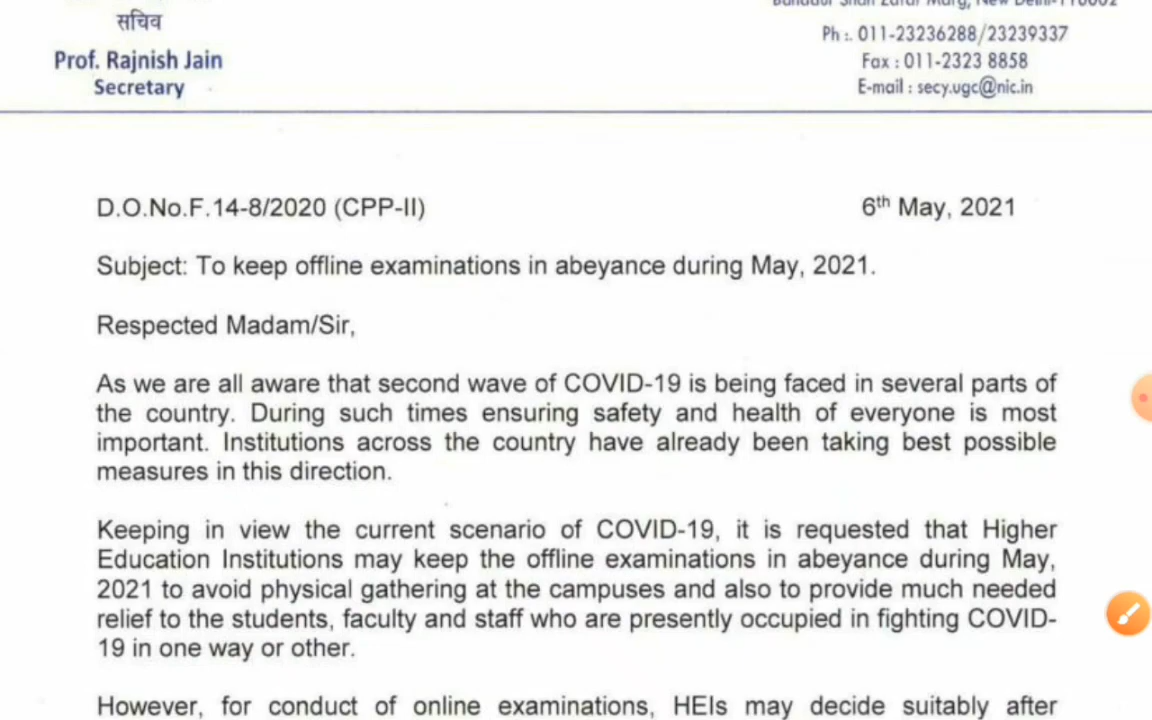 सचिव
Prof. Rajnish Jain
Secretary
Bahadur Shah Zafar Marg, New Delhi-110002
Ph :. 011-23236288/23239337
Fax : 011-2323 8858
E-mail : secy.ugc@nic.in
D.O.No.F.14-8/2020 (CPP-II)
6th May, 2021
Subject: To keep offline examinations in abeyance during May, 2021.
Respected Madam/Sir,
As we are all aware that second wave of COVID-19 is being faced in several parts of
the country. During such times ensuring safety and health of everyone is most
important. Institutions across the country have already been taking best possible
measures in this direction.
Keeping in view the current scenario of COVID-19, it is requested that Higher
Education Institutions may keep the offline examinations in abeyance during May,
2021 to avoid physical gathering at the campuses and also to provide much needed
relief to the students, faculty and staff who are presently occupied in fighting COVID-
19 in one way or other.
However, for conduct of online examinations, HEIs may decide suitably after